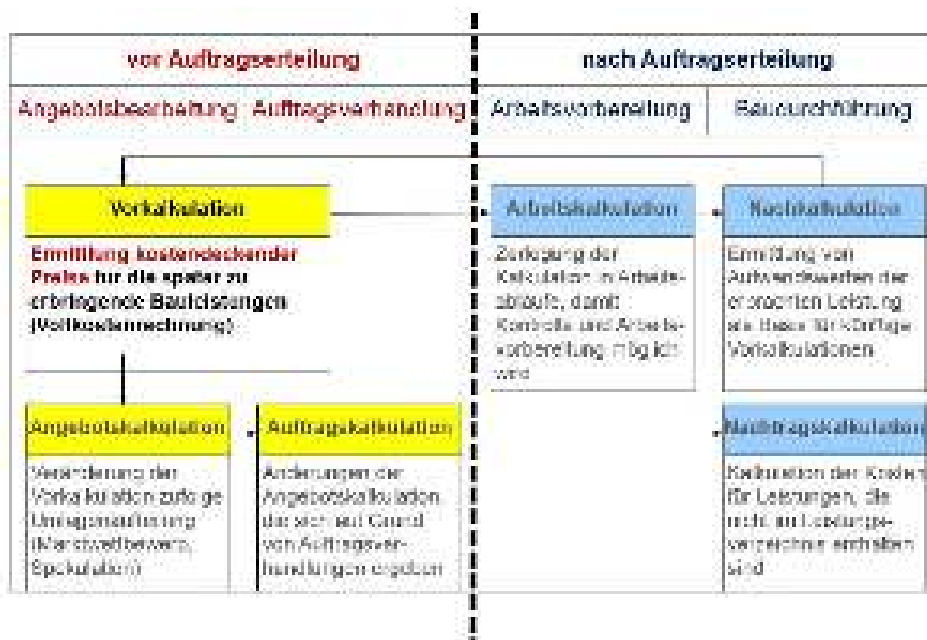 vor Auftragserteilung
nach Auftragserteilung
Angebotsbearbeitung
Auftragsverhandlung
Arbeitsvorbereitung
Baudurchführung
Vorkalkulation
Ermittlung kostendeckender
Preise für die später zu
erbringende Bauleistungen
(Vollkostenrechnung)
Arbeitskalkulation
Zerlegung der
Kalkulation in Arbeits-
abläufe, damit
Kontrolle und Arbeits-
vorbereitung möglich
wird
Nachkalkulation
Ermittlung von
Aufwandswerten der
erbrachten Leistung
als Basis für künftige
Vorkalkulationen
Angebotskalkulation
Veränderung der
Vorkalkulation zufolge
(Marktwettbewerb,
Spekulation)
Auftragskalkulation
Änderungen der
Angebotskalkulation,
die sich auf Grund
von Auftragsver-
handlungen ergeben
Nachtragskalkulation
Kalkulation der Kosten
für Leistungen, die
nicht im Leistungs-
verzeichnis enthalten
sind